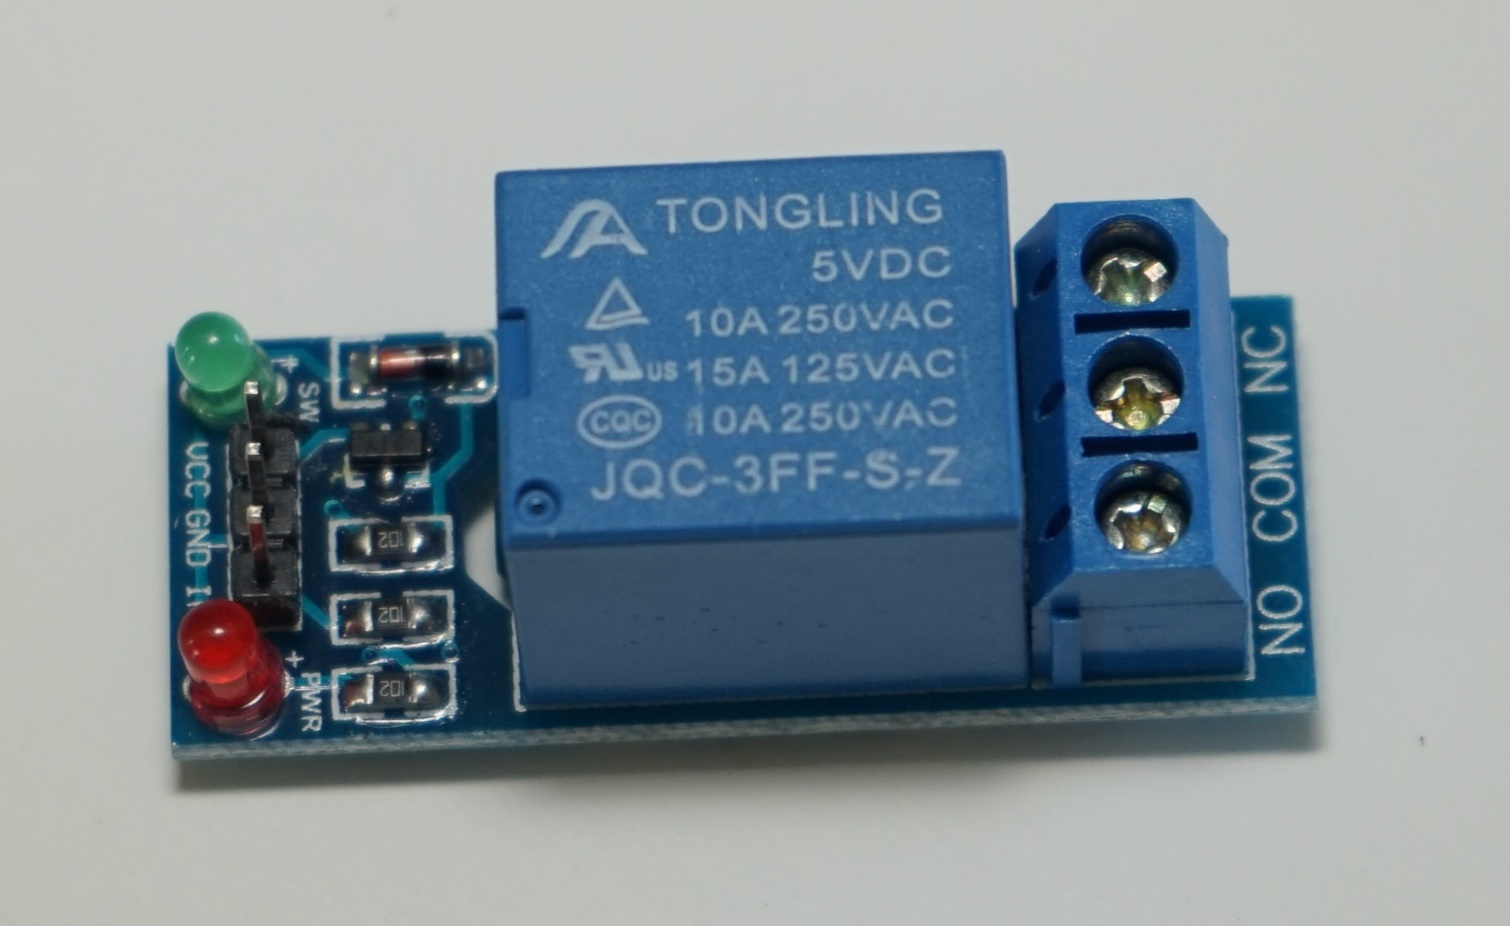 TONGLING
5VDC
10A 250VAC
US 15A 125VAC
CQC 10A 250VAC
JQC-3FF-S-Z
NO COM NC
+
SW
VCC GND
102
102
102
+
PWR